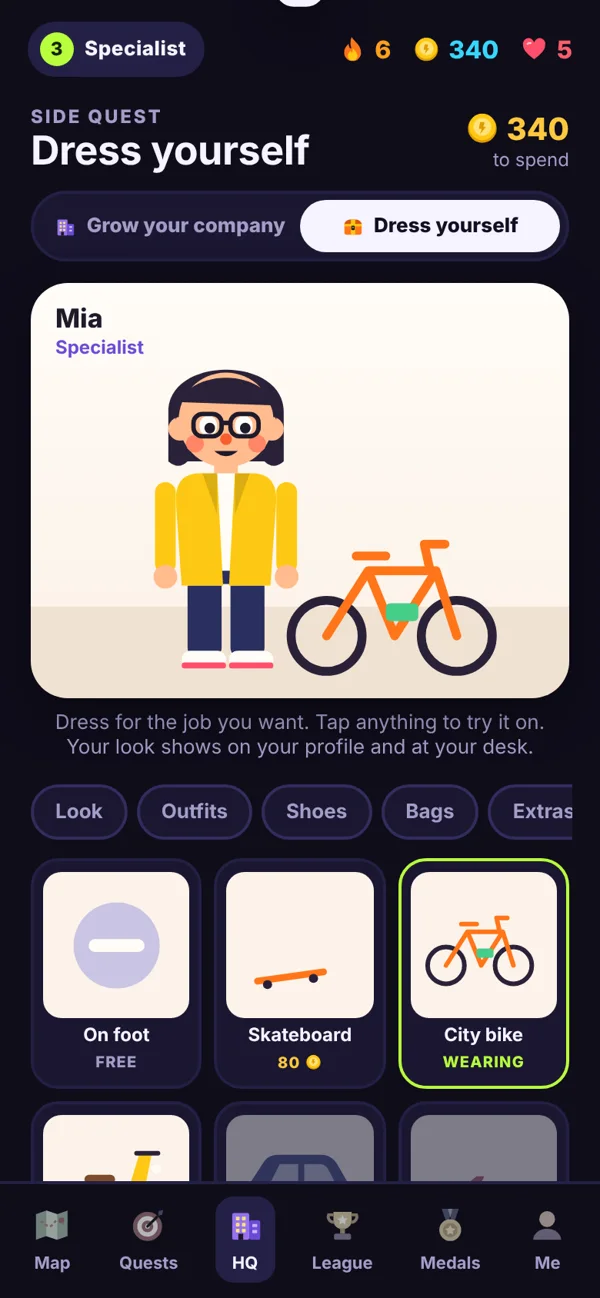 3 Specialist 6 340 5
SIDE QUEST
Dress yourself
340
to spend
Grow your company
Dress yourself
Mia
Specialist
Dress for the job you want. Tap anything to try it on.
Your look shows on your profile and at your desk.
Look Outfits Shoes Bags Extras
On foot
FREE
Skateboard
80
City bike
WEARING
Map Quests HQ League Medals Me